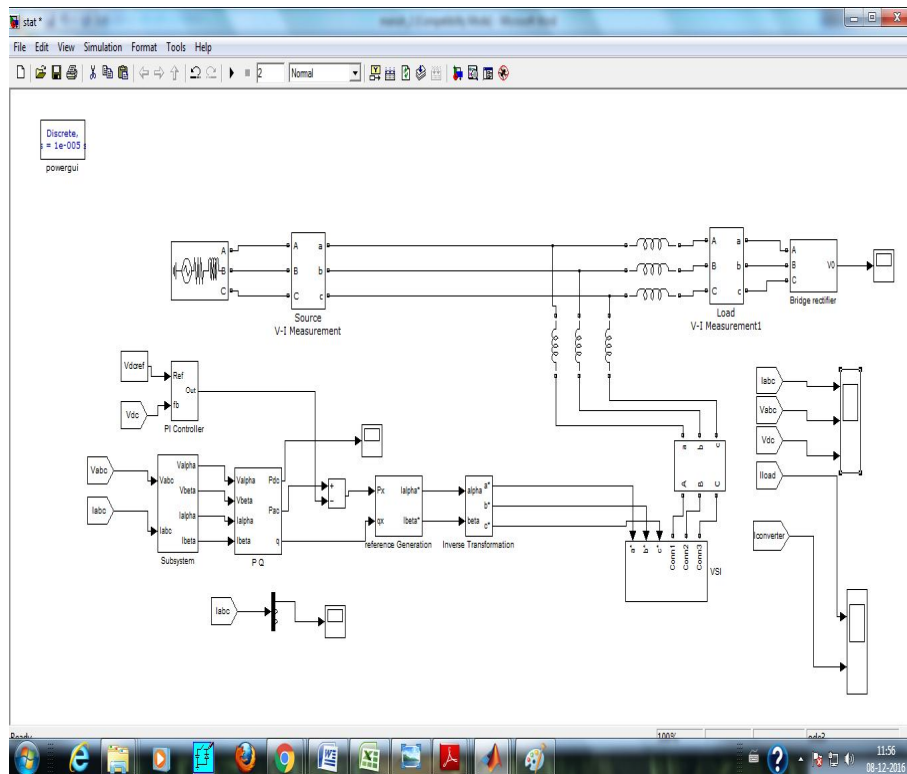 stat *
File Edit View Simulation Format Tools Help
2 Normal
Discrete,
s = 1e-005 s
powergui
A
B
C
A a
B b
C c
Source
V-I Measurement
A a
B b
C c
Load
V-I Measurement1
A
B V0
C
Bridge rectifier
Vdcref
Vdc
Ref
Out
fb
PI Controller
Vabc
Iabc
Vabc
Iabc
Valpha
Vbeta
Ialpha
Ibeta
Subsystem
Valpha
Vbeta
Ialpha
Ibeta
Pdc
Pac
q
P Q
+
-
Px Ialpha*
qx Ibeta*
reference Generation
alpha a*
b*
beta c*
Inverse Transformation
a b c
A B C
a* b* c*
Conn1 Conn2 Conn3
VSI
Iabc
Vabc
Vdc
Iload
Iconverter
Iabc
Ready 100% ode3
11:56
08-12-2016